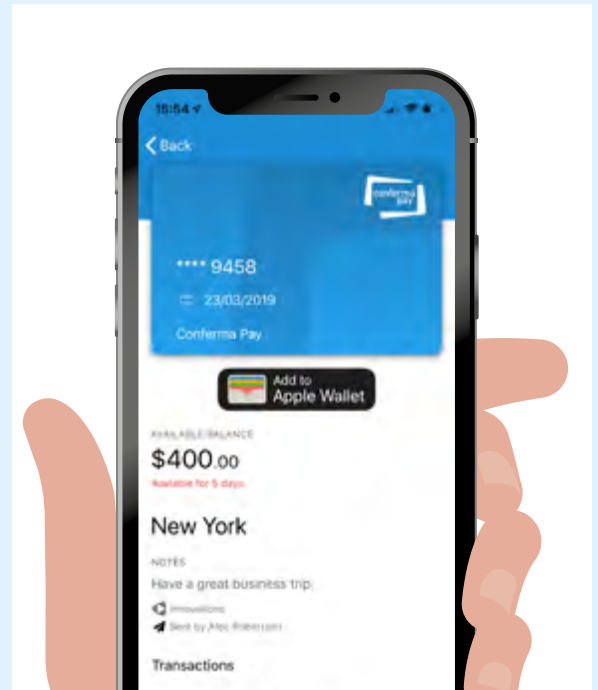 15:54
Back
conferma
pay
**** 9458
23/03/2019
Conferma Pay
Add to
Apple Wallet
AVAILABLE BALANCE
$400.00
Available for 5 days
New York
NOTES
Have a great business trip
Innovations
Sent by Alec
Transactions